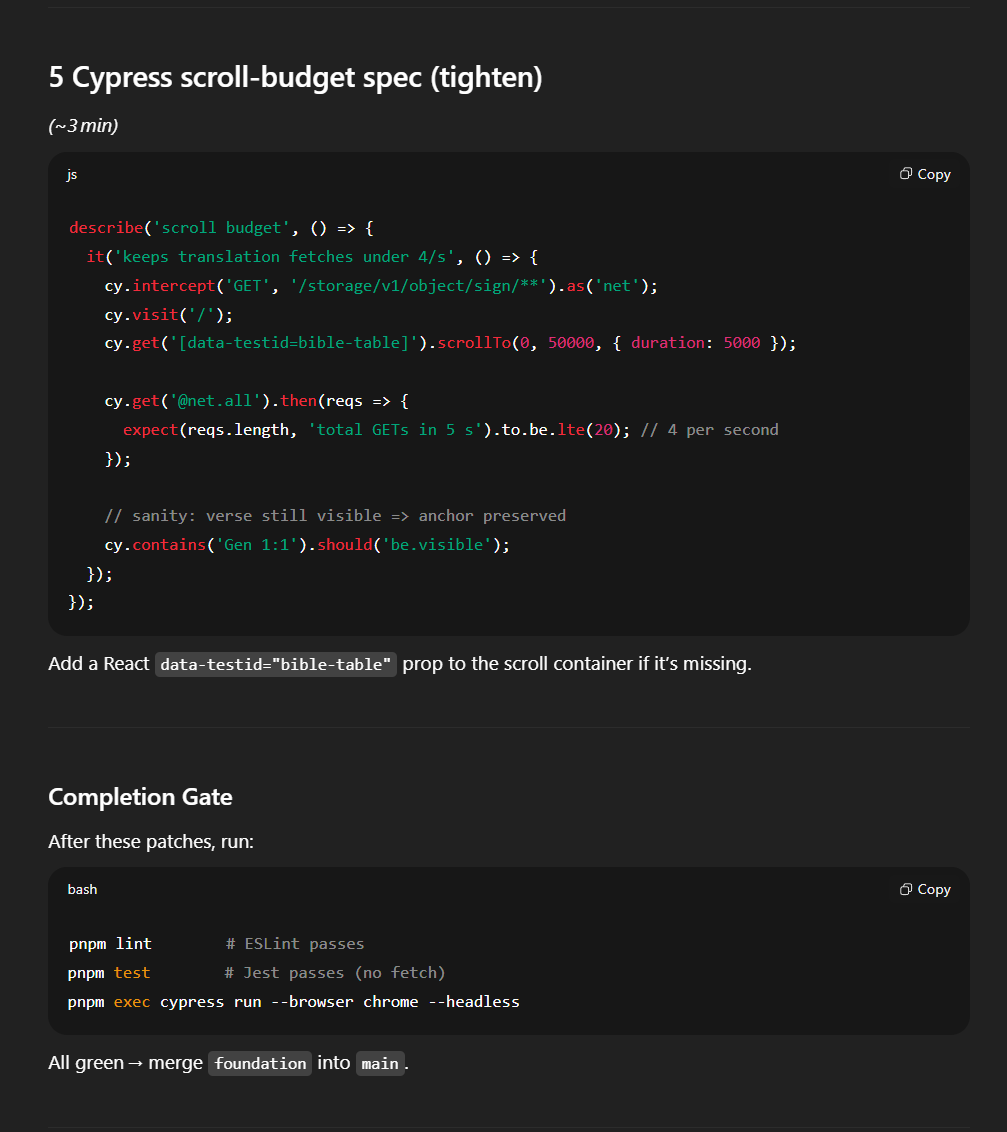 5 Cypress scroll-budget spec (tighten)
(~3 min)
js
Copy
describe('scroll budget', () => {
  it('keeps translation fetches under 4/s', () => {
    cy.intercept('GET', '/storage/v1/object/sign/**').as('net');
    cy.visit('/');
    cy.get('[data-testid=bible-table]').scrollTo(0, 50000, { duration: 5000 });

    cy.get('@net.all').then(reqs => {
      expect(reqs.length, 'total GETs in 5 s').to.be.lte(20); // 4 per second
    });

    // sanity: verse still visible => anchor preserved
    cy.contains('Gen 1:1').should('be.visible');
  });
});
Add a React data-testid="bible-table" prop to the scroll container if it’s missing.
Completion Gate
After these patches, run:
bash
Copy
pnpm lint        # ESLint passes
pnpm test        # Jest passes (no fetch)
pnpm exec cypress run --browser chrome --headless
All green → merge foundation into main.